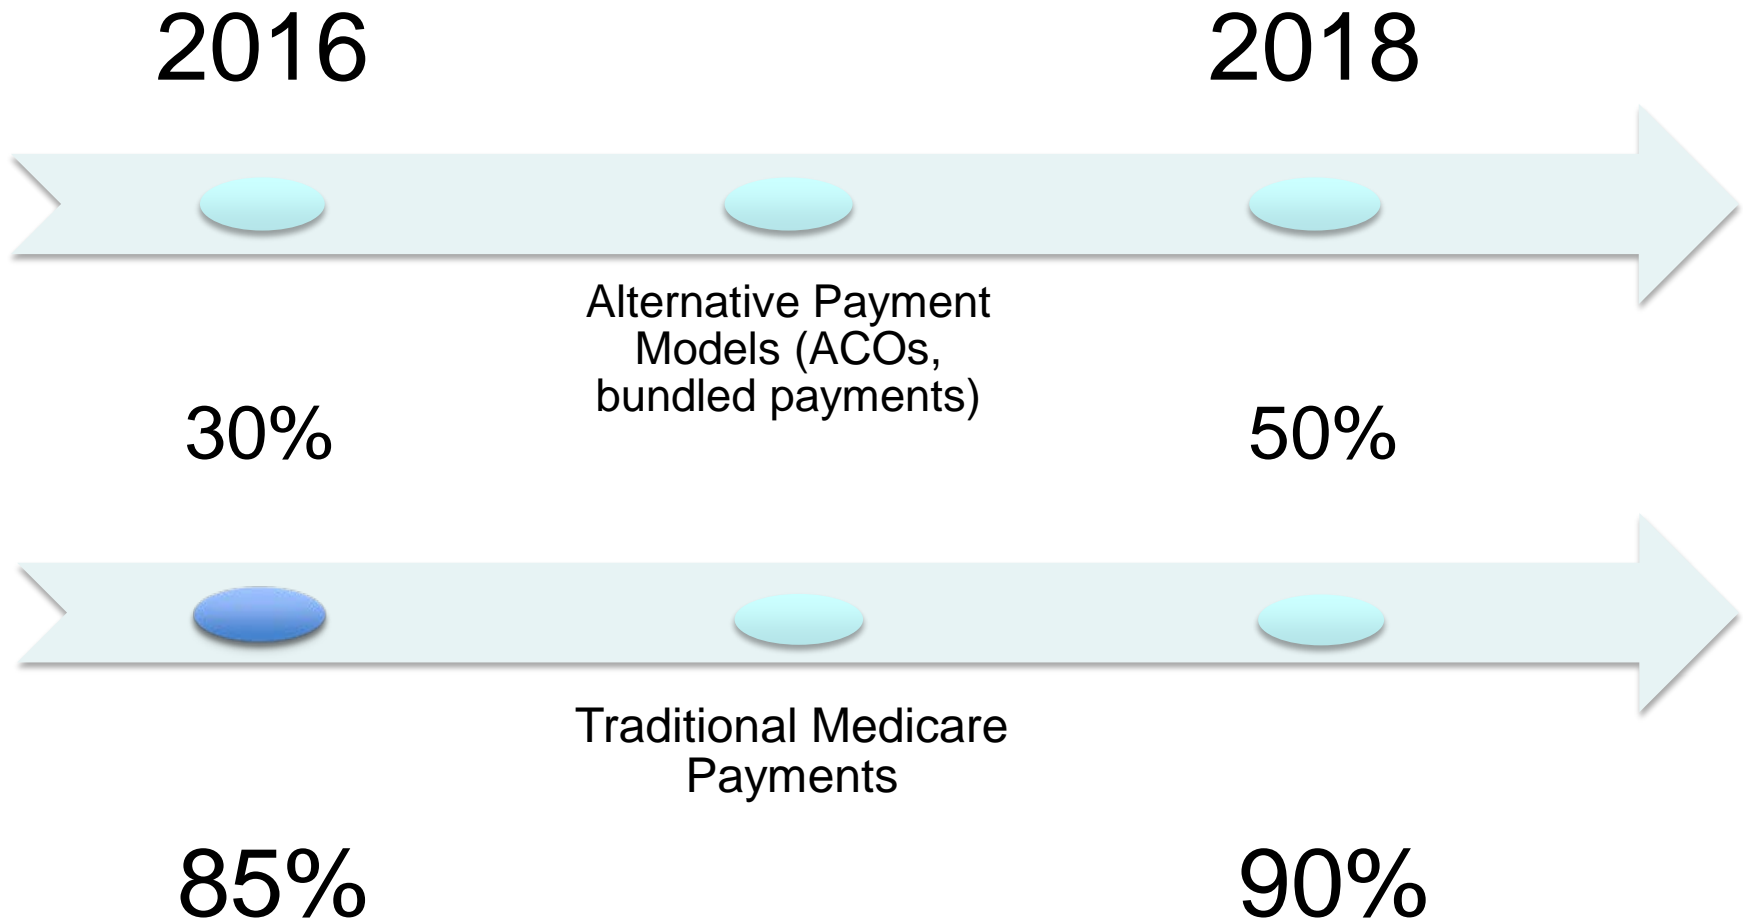 2016
2018
Alternative Payment
Models (ACOs,
bundled payments)
30%
50%
Traditional Medicare
Payments
85%
90%